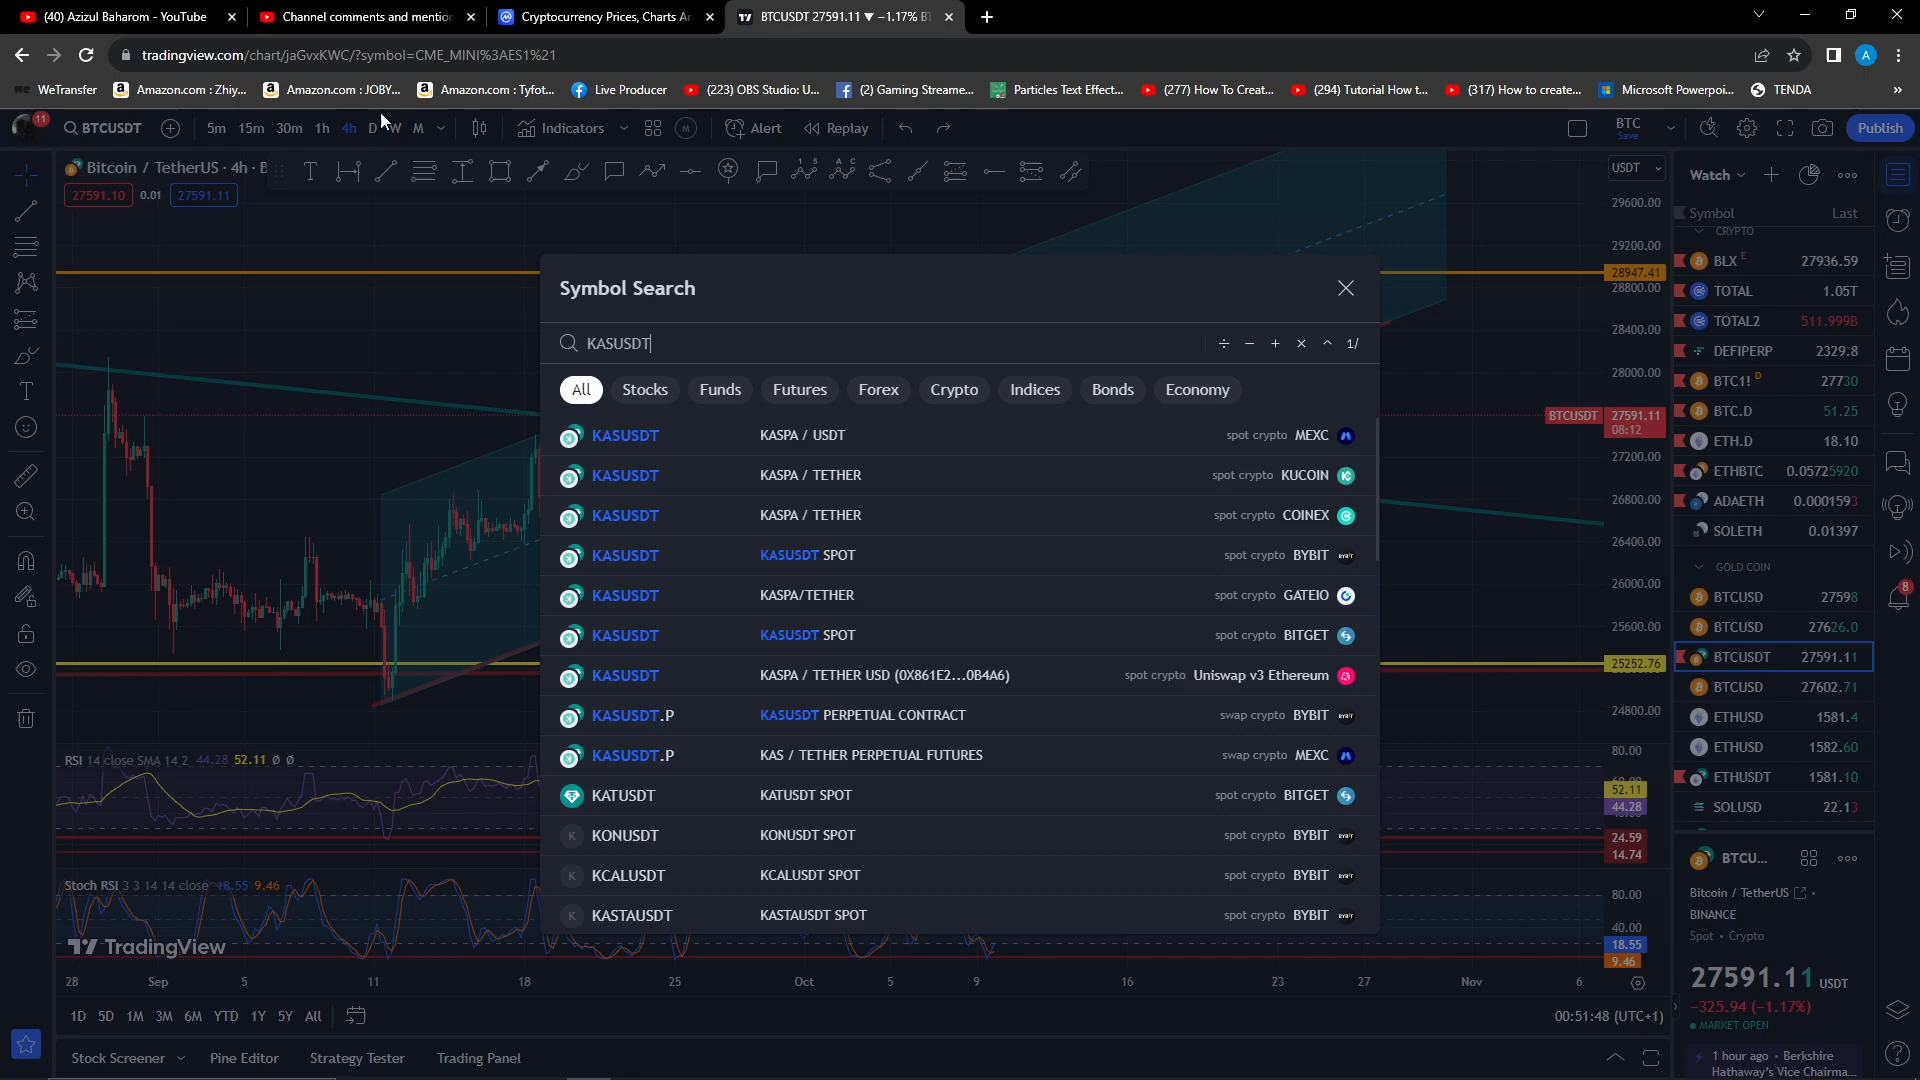 (40) Azizul Baharom - YouTube
Channel comments and mention
Cryptocurrency Prices, Charts An
BTCUSDT 27591.11 ▼ −1.17% BT
tradingview.com/chart/jaGvxKWC/?symbol=CME_MINI%3AES1%21
A
WeTransfer
Amazon.com : Zhiy...
Amazon.com : JOBY...
Amazon.com : Tyfot...
Live Producer
(223) OBS Studio: U...
(2) Gaming Streame...
Particles Text Effect...
(277) How To Creat...
(294) Tutorial How t...
(317) How to create...
Microsoft Powerpoi...
TENDA
11
BTCUSDT
5m 15m 30m 1h 4h D W M
Indicators
Alert
Replay
BTC
Save
Publish
Bitcoin / TetherUS · 4h · B
27591.10 0.01 27591.11
USDT
29600.00
29200.00
28947.41
28800.00
28400.00
28000.00
BTCUSDT 27591.11
08:12
27200.00
26800.00
26400.00
26000.00
25600.00
25252.76
24800.00
Symbol Search
KASUSDT
÷ − + × ^ 1/
All Stocks Funds Futures Forex Crypto Indices Bonds Economy
KASUSDT KASPA / USDT spot crypto MEXC
KASUSDT KASPA / TETHER spot crypto KUCOIN
KASUSDT KASPA / TETHER spot crypto COINEX
KASUSDT KASUSDT SPOT spot crypto BYBIT
KASUSDT KASPA/TETHER spot crypto GATEIO
KASUSDT KASUSDT SPOT spot crypto BITGET
KASUSDT KASPA / TETHER USD (0X861E2...0B4A6) spot crypto Uniswap v3 Ethereum
KASUSDT.P KASUSDT PERPETUAL CONTRACT swap crypto BYBIT
KASUSDT.P KAS / TETHER PERPETUAL FUTURES swap crypto MEXC
KATUSDT KATUSDT SPOT spot crypto BITGET
K KONUSDT KONUSDT SPOT spot crypto BYBIT
K KCALUSDT KCALUSDT SPOT spot crypto BYBIT
K KASTAUSDT KASTAUSDT SPOT spot crypto BYBIT
RSI 14 close SMA 14 2 44.28 52.11 Ø Ø
80.00
52.11
44.28
24.59
14.74
Stoch RSI 3 3 14 14 close 18.55 9.46
80.00
40.00
18.55
9.46
TradingView
28 Sep 5 11 18 25 Oct 5 9 16 23 27 Nov 6
1D 5D 1M 3M 6M YTD 1Y 5Y All
00:51:48 (UTC+1)
Stock Screener
Pine Editor
Strategy Tester
Trading Panel
Watch
Symbol Last
CRYPTO
BLX E 27936.59
TOTAL 1.05T
TOTAL2 511.999B
DEFIPERP 2329.8
BTC1! D 27730
BTC.D 51.25
ETH.D 18.10
ETHBTC 0.05725920
ADAETH 0.0001593
SOLETH 0.01397
GOLD COIN
BTCUSD 27598
BTCUSD 27626.0
BTCUSDT 27591.11
BTCUSD 27602.71
ETHUSD 1581.4
ETHUSD 1582.60
ETHUSDT 1581.10
SOLUSD 22.13
8
BTCU...
Bitcoin / TetherUS
BINANCE
Spot • Crypto
27591.11 USDT
−325.94 (−1.17%)
MARKET OPEN
1 hour ago • Berkshire
Hathaway's Vice Chairma...